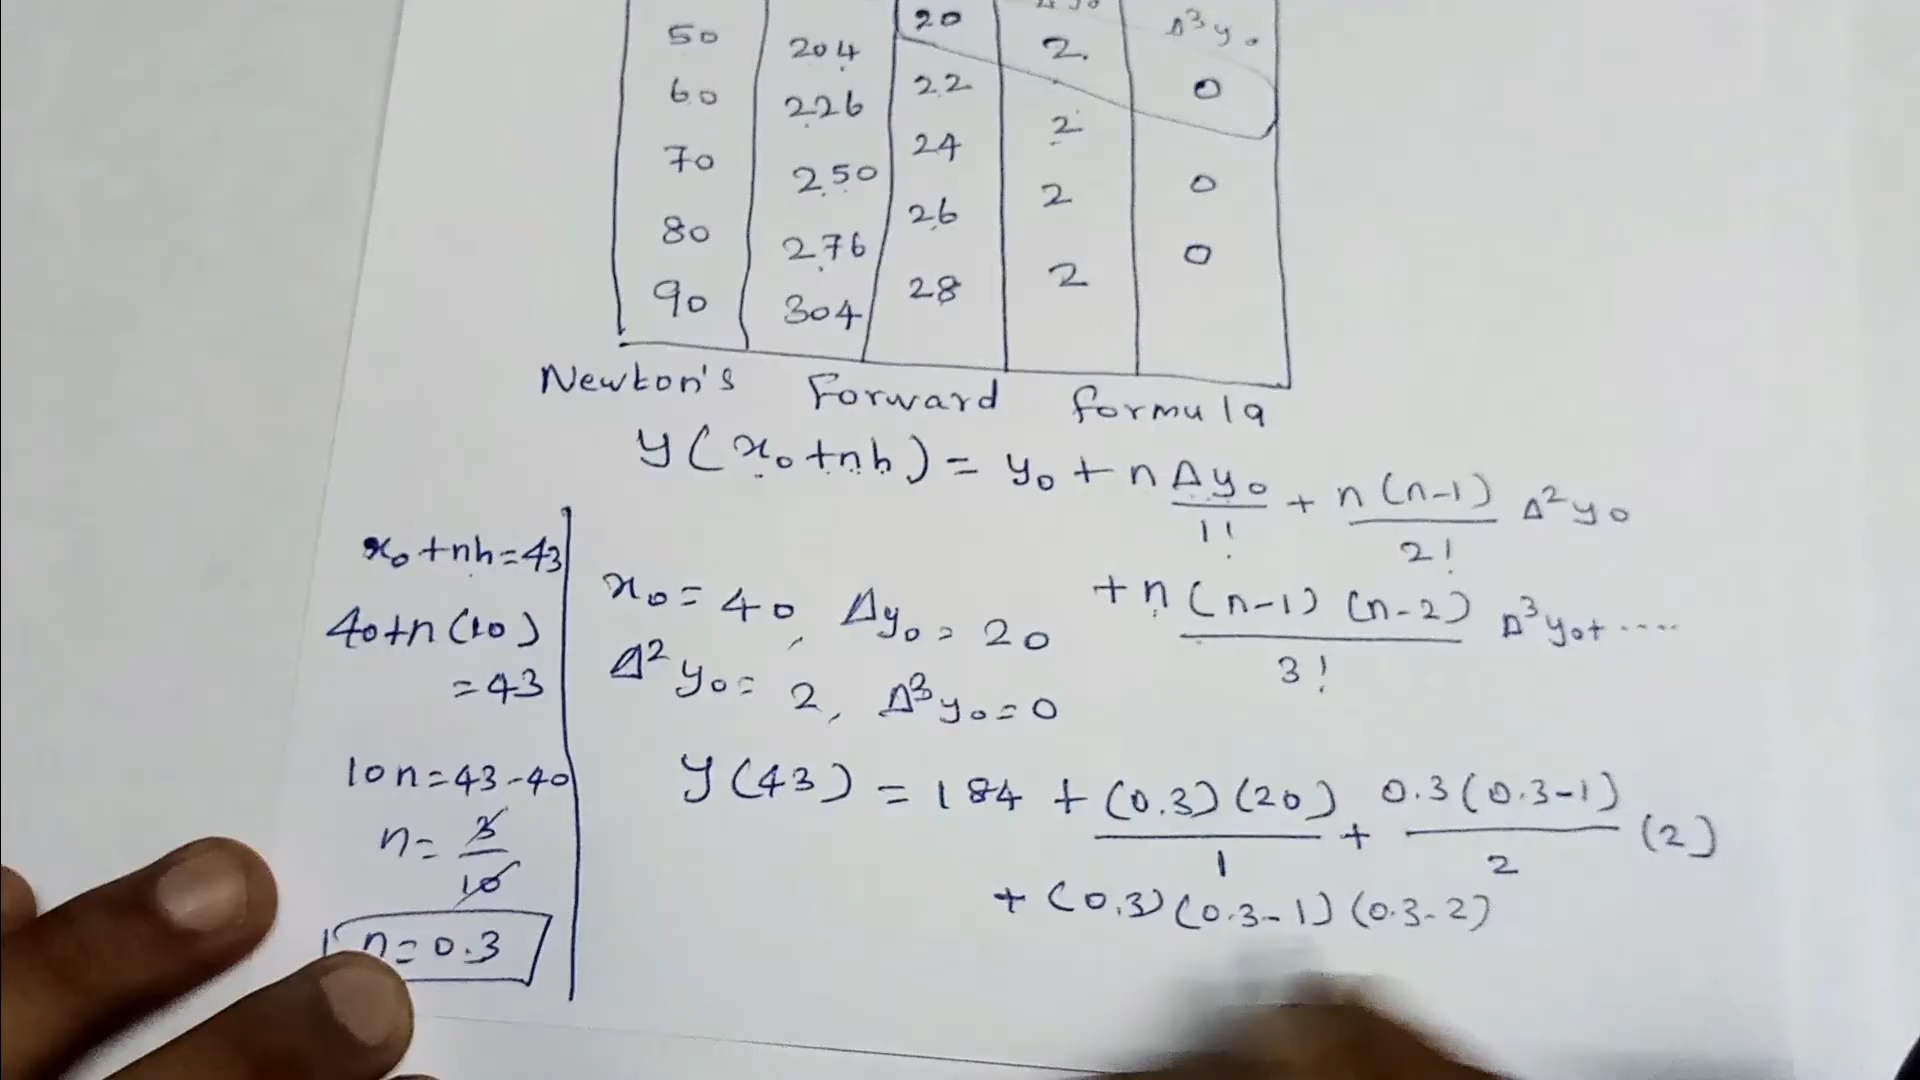 20 Δ³y₀
50 204 2
60 226 22 0
2
70 250 24 0
80 276 26 2 0
90 304 28 2
Newton's Forward formula
y(x₀+nh) = y₀ + nΔy₀/1! + n(n-1)/2! Δ²y₀
+ n(n-1)(n-2)/3! Δ³y₀+ ....
x₀+nh=43
40+n(10)
=43
10n=43-40
n=3/10
n=0.3
x₀=40, Δy₀=20
Δ²y₀=2, Δ³y₀=0
y(43) = 184 + (0.3)(20)/1 + 0.3(0.3-1)/2 (2)
+ (0.3)(0.3-1)(0.3-2)